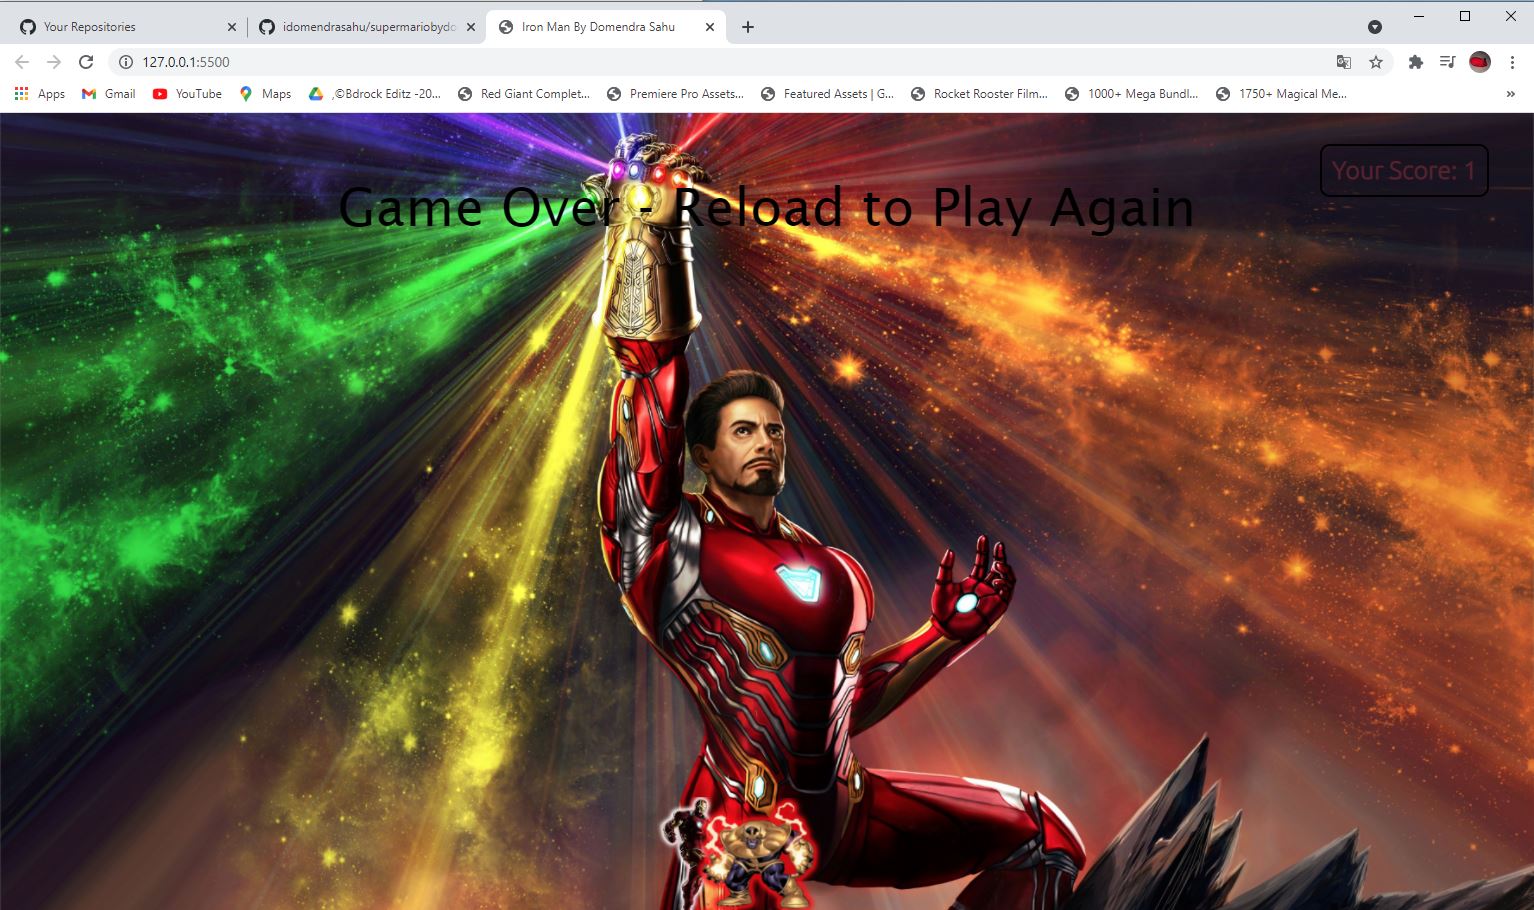 Your Repositories
idomendrasahu/supermariobydo
Iron Man By Domendra Sahu
127.0.0.1:5500
Apps
Gmail
YouTube
Maps
,©Bdrock Editz -20...
Red Giant Complet...
Premiere Pro Assets...
Featured Assets | G...
Rocket Rooster Film...
1000+ Mega Bundl...
1750+ Magical Me...
»
Your Score: 1
Game Over - Reload to Play Again